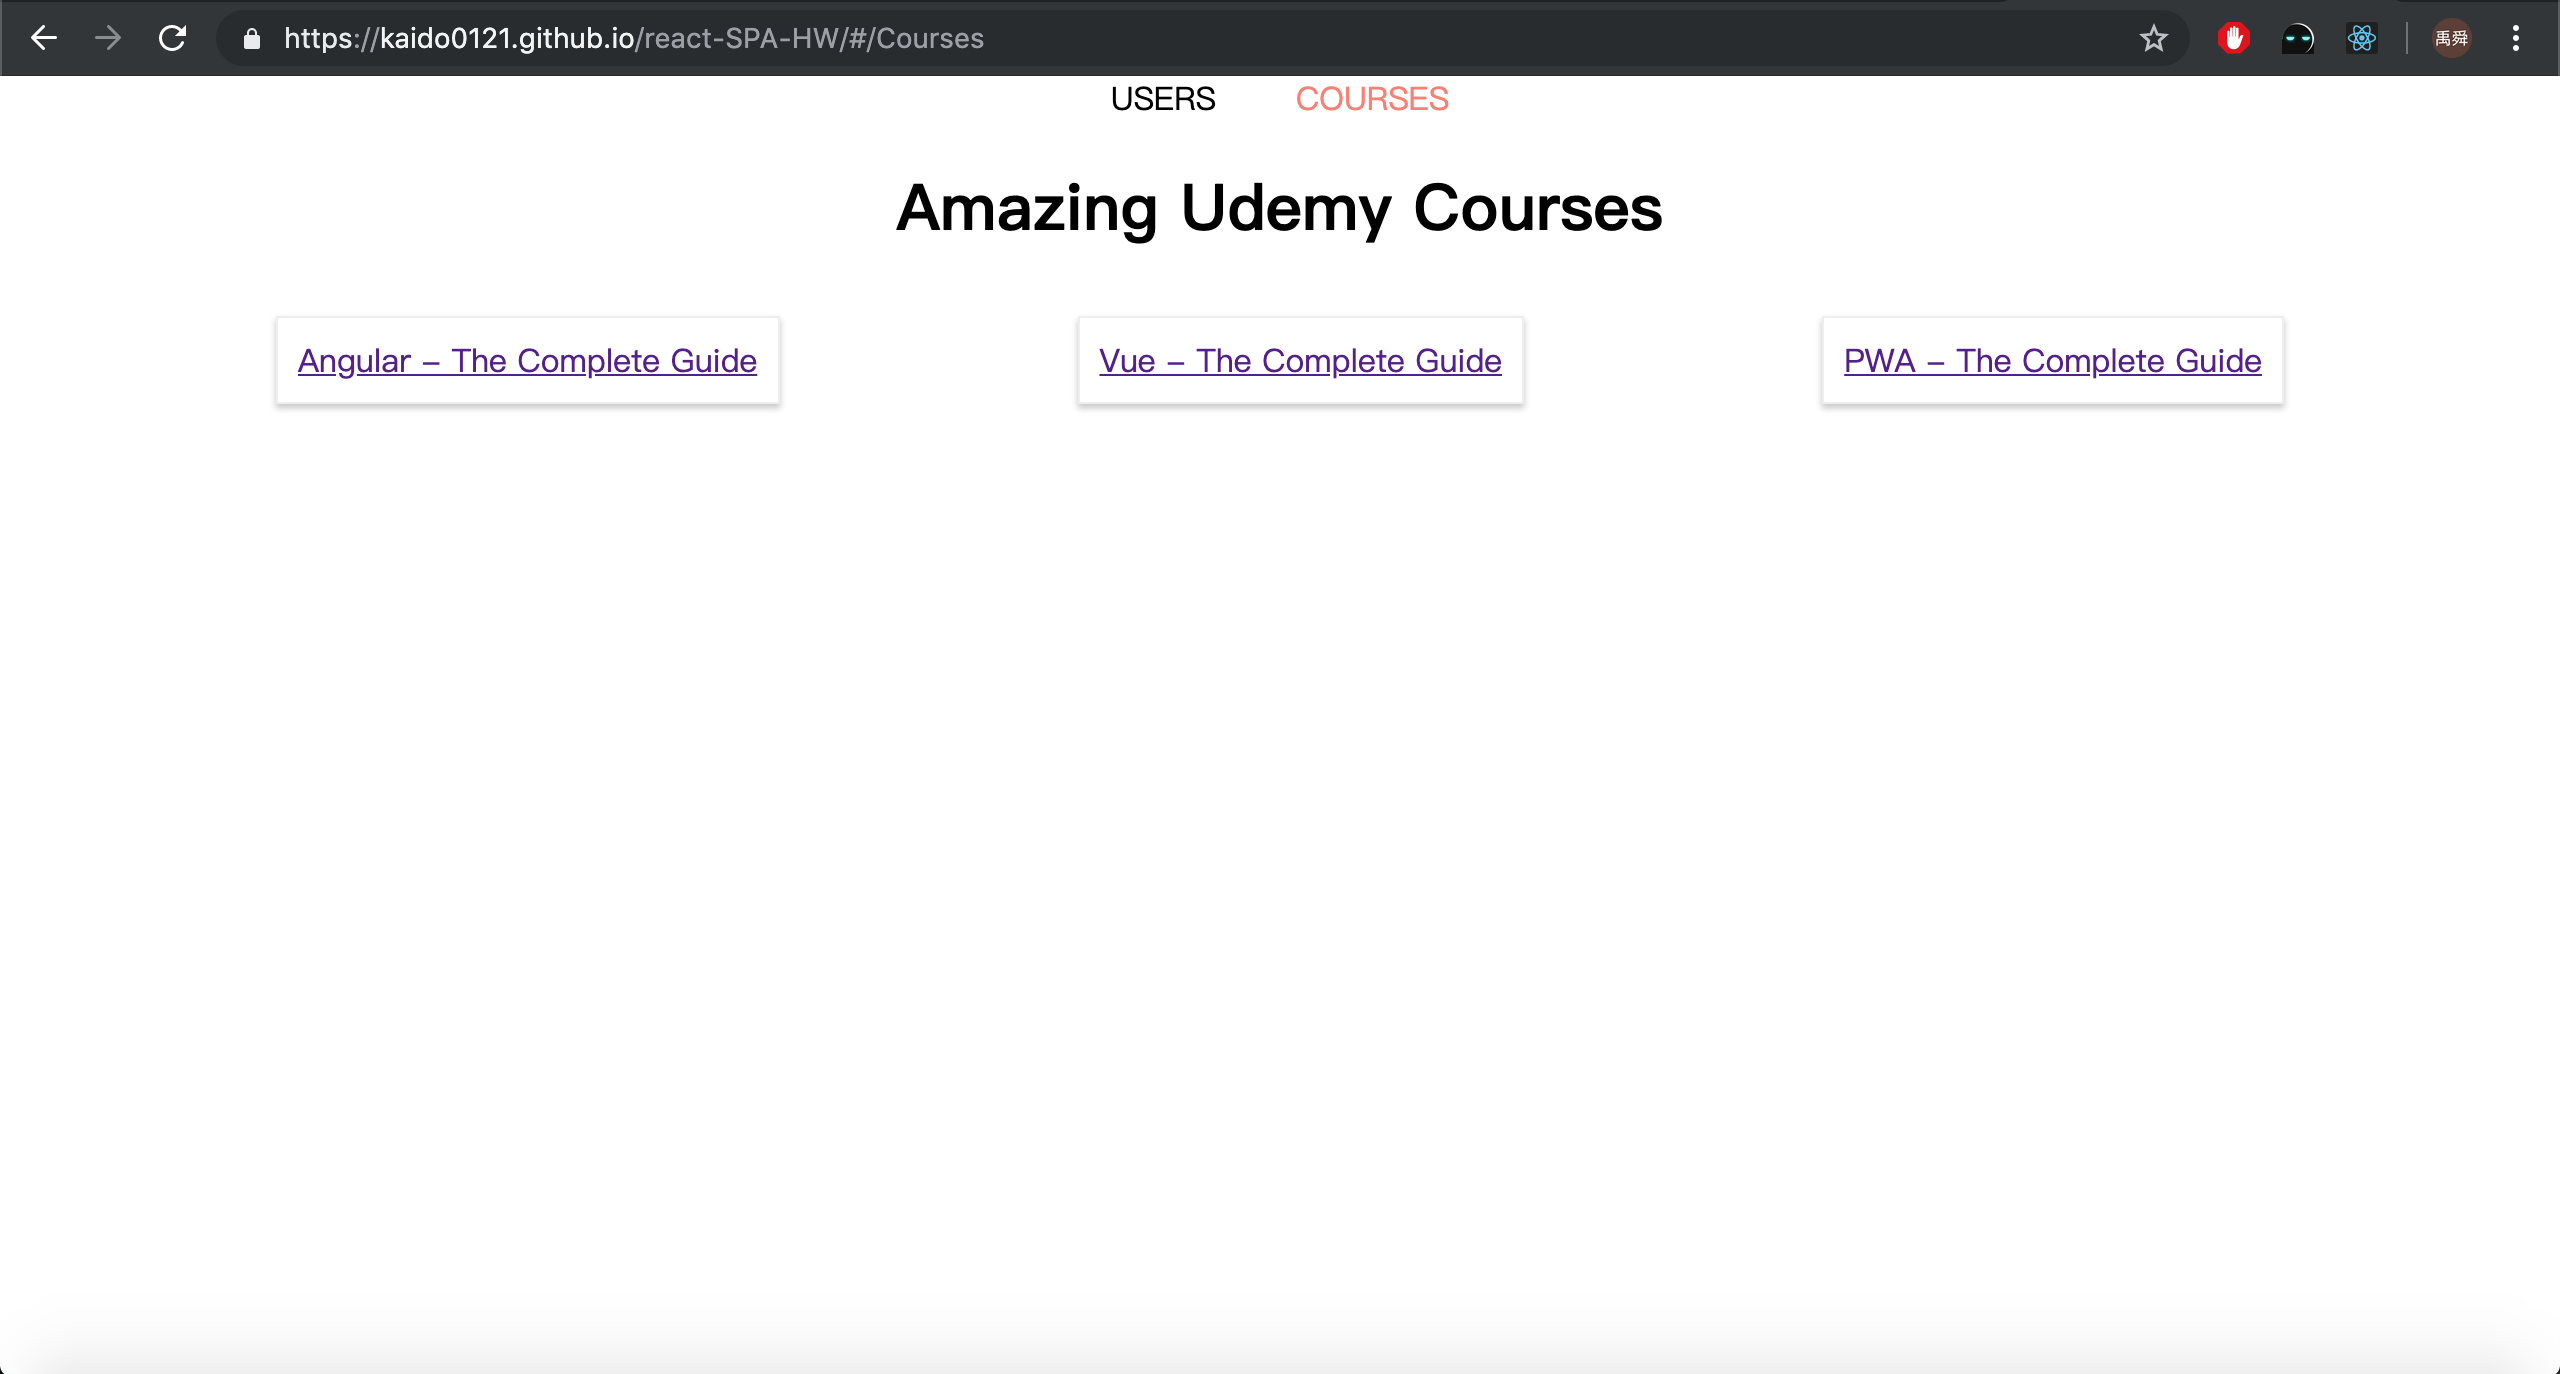 https://kaido0121.github.io/react-SPA-HW/#/Courses
禹舜
USERS COURSES
Amazing Udemy Courses
Angular - The Complete Guide
Vue - The Complete Guide
PWA - The Complete Guide